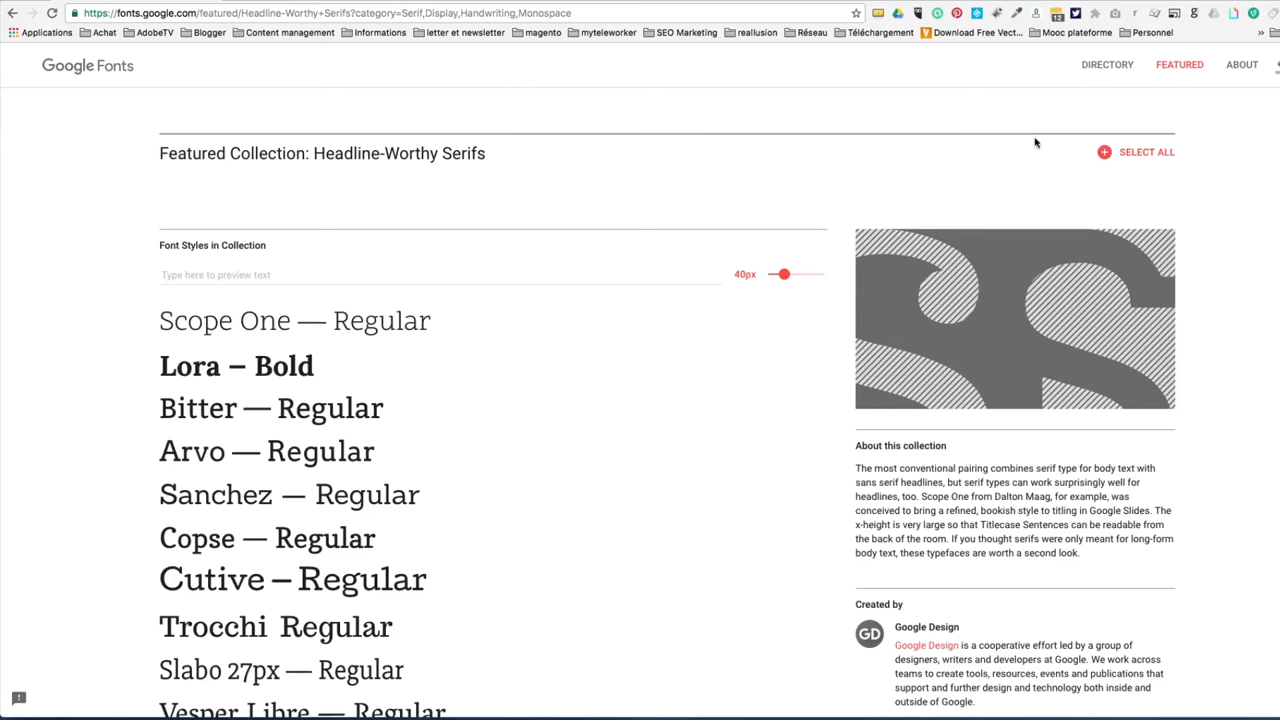 https://fonts.google.com/featured/Headline-Worthy+Serifs?category=Serif,Display,Handwriting,Monospace
12
Applications Achat AdobeTV Blogger Content management Informations letter et newsletter magento myteleworker SEO Marketing reallusion Réseau Téléchargement Download Free Vect... Mooc plateforme Personnel »
Google Fonts
DIRECTORY FEATURED ABOUT
Featured Collection: Headline-Worthy Serifs
SELECT ALL
Font Styles in Collection
Type here to preview text
40px
Scope One — Regular
Lora – Bold
Bitter — Regular
Arvo — Regular
Sanchez — Regular
Copse — Regular
Cutive – Regular
Trocchi Regular
Slabo 27px — Regular
Vesper Libre — Regular
About this collection
The most conventional pairing combines serif type for body text with
sans serif headlines, but serif types can work surprisingly well for
headlines, too. Scope One from Dalton Maag, for example, was
conceived to bring a refined, bookish style to titling in Google Slides. The
x-height is very large so that Titlecase Sentences can be readable from
the back of the room. If you thought serifs were only meant for long-form
body text, these typefaces are worth a second look.
Created by
GD
Google Design
Google Design is a cooperative effort led by a group of
designers, writers and developers at Google. We work across
teams to create tools, resources, events and publications that
support and further design and technology both inside and
outside of Google.